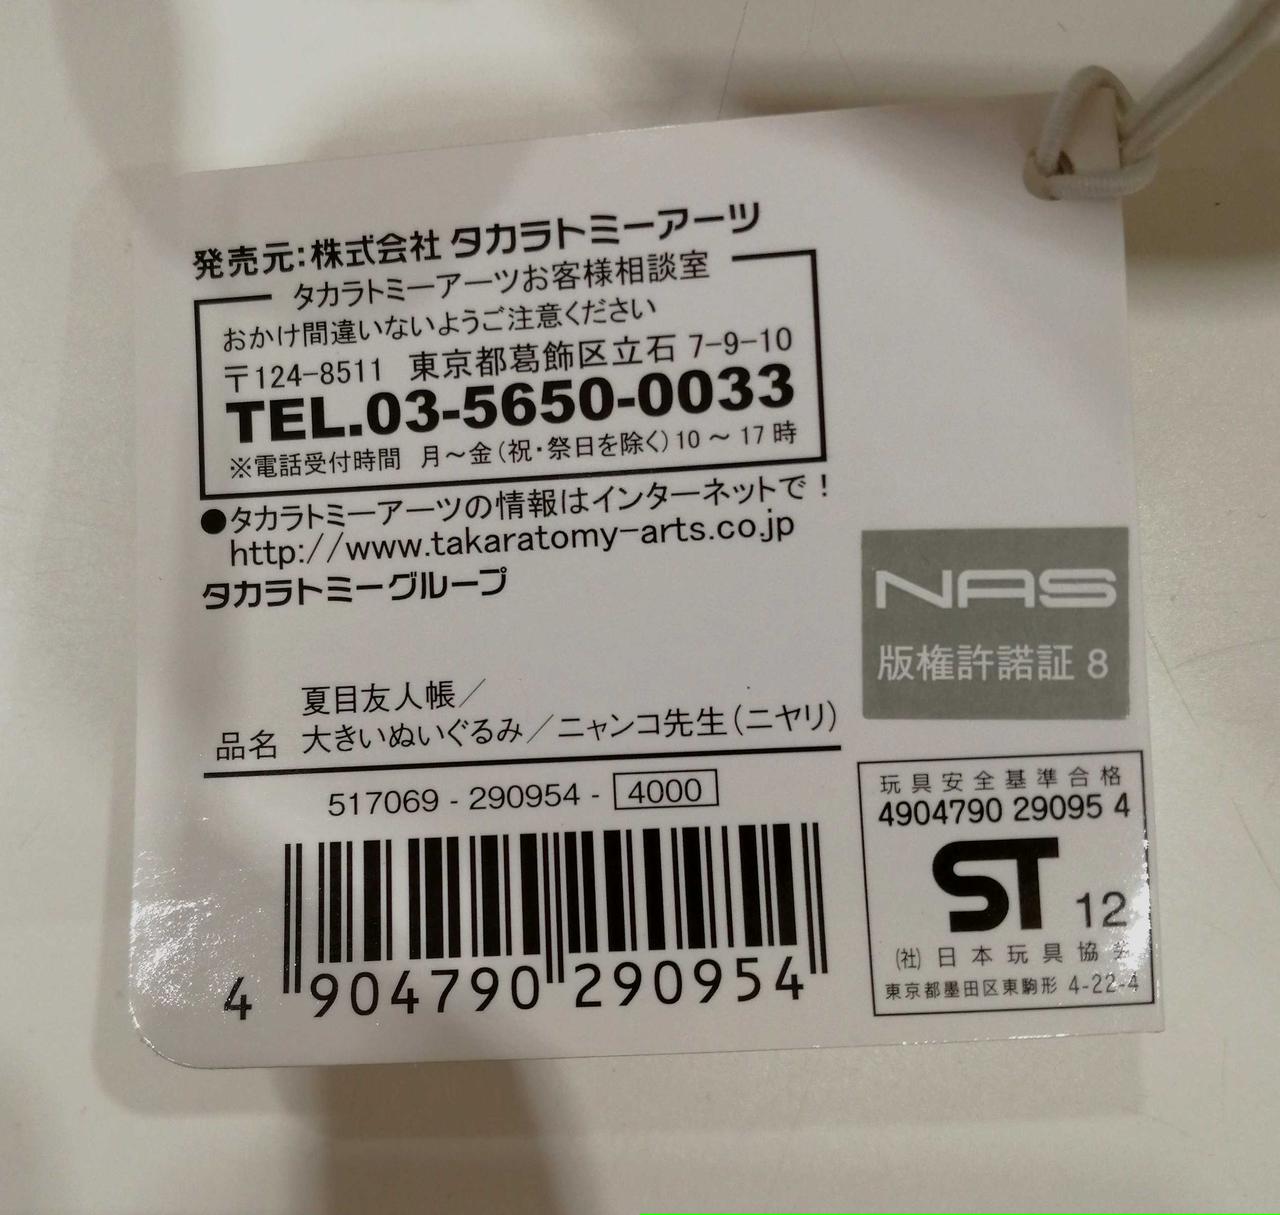 発売元:株式会社 タカラトミーアーツ
タカラトミーアーツお客様相談室
おかけ間違いないようご注意ください
〒124-8511 東京都葛飾区立石 7-9-10
TEL.03-5650-0033
※電話受付時間 月～金(祝・祭日を除く)10～17時
●タカラトミーアーツの情報はインターネットで!
http://www.takaratomy-arts.co.jp
タカラトミーグループ
NAS
版権許諾証 8
夏目友人帳／
品名 大きいぬいぐるみ／ニャンコ先生(ニヤリ)
517069 - 290954 - 4000
4 904790 290954
玩具安全基準合格
4904790 29095 4
ST 12
(社) 日本玩具協
東京都墨田区東駒形 4-22-4